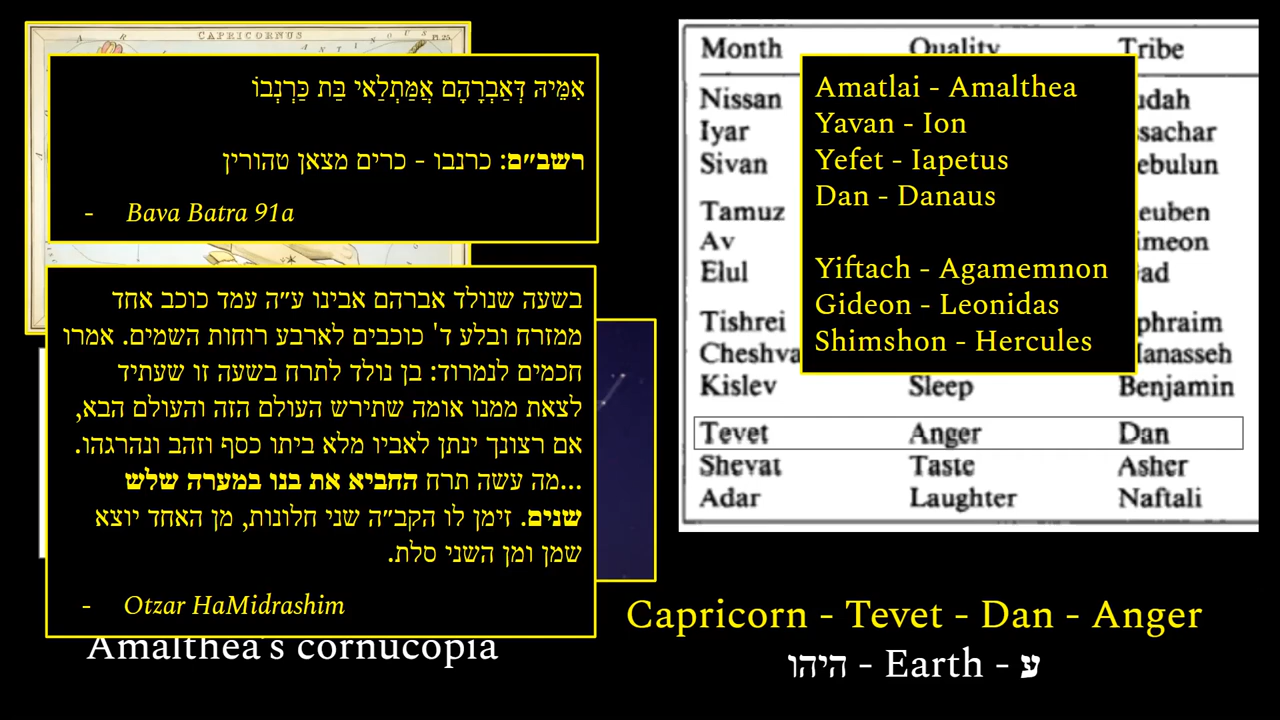 CAPRICORNUS
אִמֵּיהּ דְּאַבְרָהָם אֲמַתְלַאי בַּת כַּרְנְבוֹ
רשב״ם: כרנבו - כרים מצאן טהורין
- Bava Batra 91a
בשעה שנולד אברהם אבינו ע״ה עמד כוכב אחד
ממזרח ובלע ד' כוכבים לארבע רוחות השמים. אמרו
חכמים לנמרוד: בן נולד לתרח בשעה זו שעתיד
לצאת ממנו אומה שתירש העולם הזה והעולם הבא,
אם רצונך ינתן לאביו מלא ביתו כסף וזהב ונהרגהו.
...מה עשה תרח החביא את בנו במערה שלש
שנים. זימן לו הקב״ה שני חלונות, מן האחד יוצא
שמן ומן השני סלת.
- Otzar HaMidrashim
Amalthea's cornucopia
Month Quality Tribe
Nissan
Iyar
Sivan
Tamuz
Av
Elul
Tishrei
Kislev Sleep Benjamin
Tevet Anger Dan
Shevat Taste Asher
Adar Laughter Naftali
Amatlai - Amalthea
Yavan - Ion
Yefet - Iapetus
Dan - Danaus
Yiftach - Agamemnon
Gideon - Leonidas
Shimshon - Hercules
Capricorn - Tevet - Dan - Anger
היהו - Earth - ע